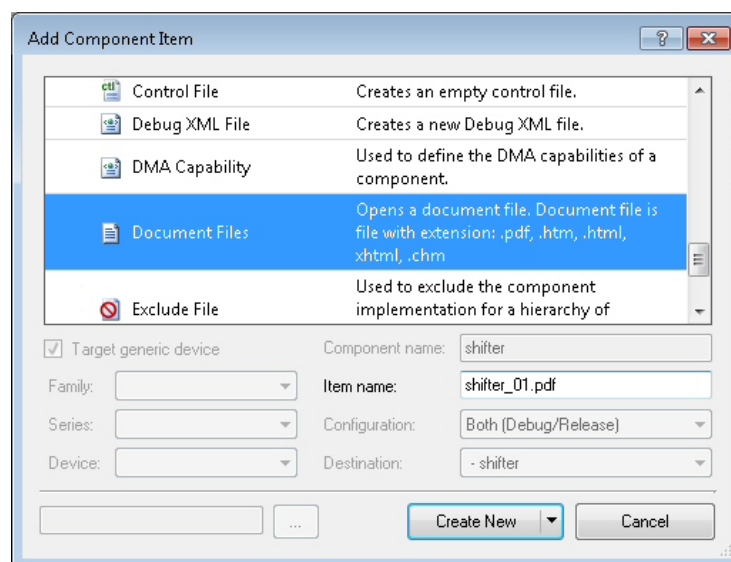 Add Component Item
ctl Control File Creates an empty control file.
Debug XML File Creates a new Debug XML file.
DMA Capability Used to define the DMA capabilities of a
component.
Document Files Opens a document file. Document file is
file with extension: .pdf, .htm, .html,
xhtml, .chm
Exclude File Used to exclude the component
implementation for a hierarchy of
Target generic device Component name: shifter
Family: Item name: shifter_01.pdf
Series: Configuration: Both (Debug/Release)
Device: Destination: - shifter
... Create New Cancel